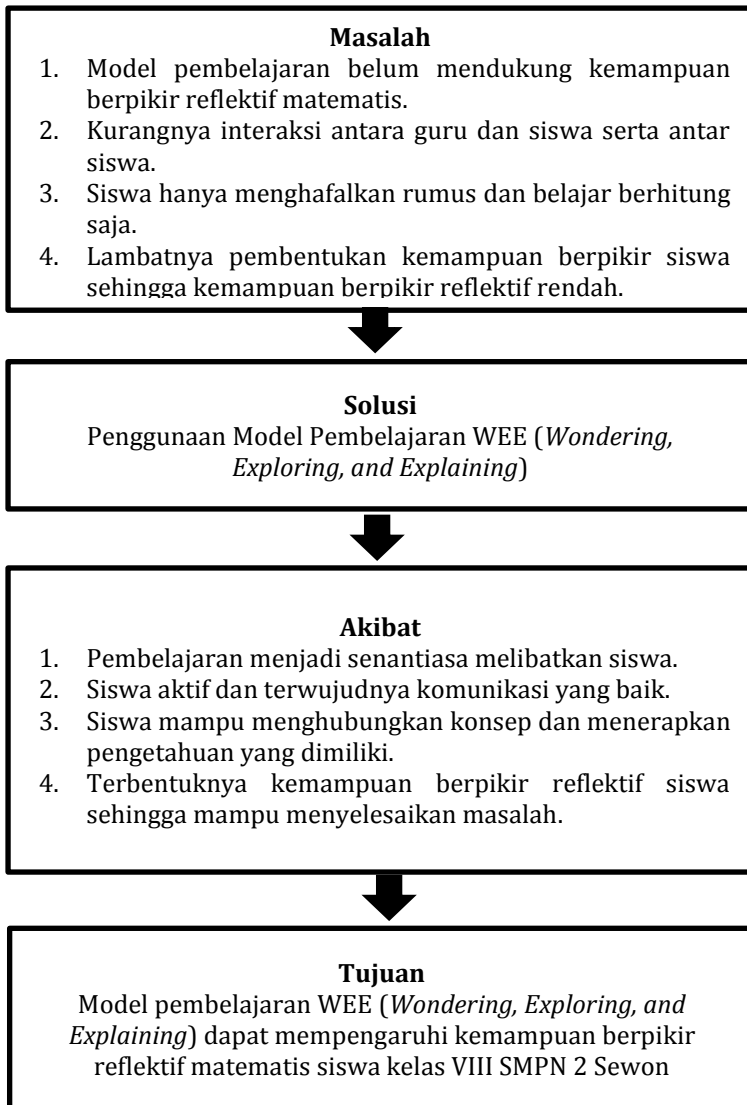 Masalah
1. Model pembelajaran belum mendukung kemampuan
berpikir reflektif matematis.
2. Kurangnya interaksi antara guru dan siswa serta antar
siswa.
3. Siswa hanya menghafalkan rumus dan belajar berhitung
saja.
4. Lambatnya pembentukan kemampuan berpikir siswa
sehingga kemampuan berpikir reflektif rendah.
Solusi
Penggunaan Model Pembelajaran WEE (Wondering,
Exploring, and Explaining)
Akibat
1. Pembelajaran menjadi senantiasa melibatkan siswa.
2. Siswa aktif dan terwujudnya komunikasi yang baik.
3. Siswa mampu menghubungkan konsep dan menerapkan
pengetahuan yang dimiliki.
4. Terbentuknya kemampuan berpikir reflektif siswa
sehingga mampu menyelesaikan masalah.
Tujuan
Model pembelajaran WEE (Wondering, Exploring, and
Explaining) dapat mempengaruhi kemampuan berpikir
reflektif matematis siswa kelas VIII SMPN 2 Sewon